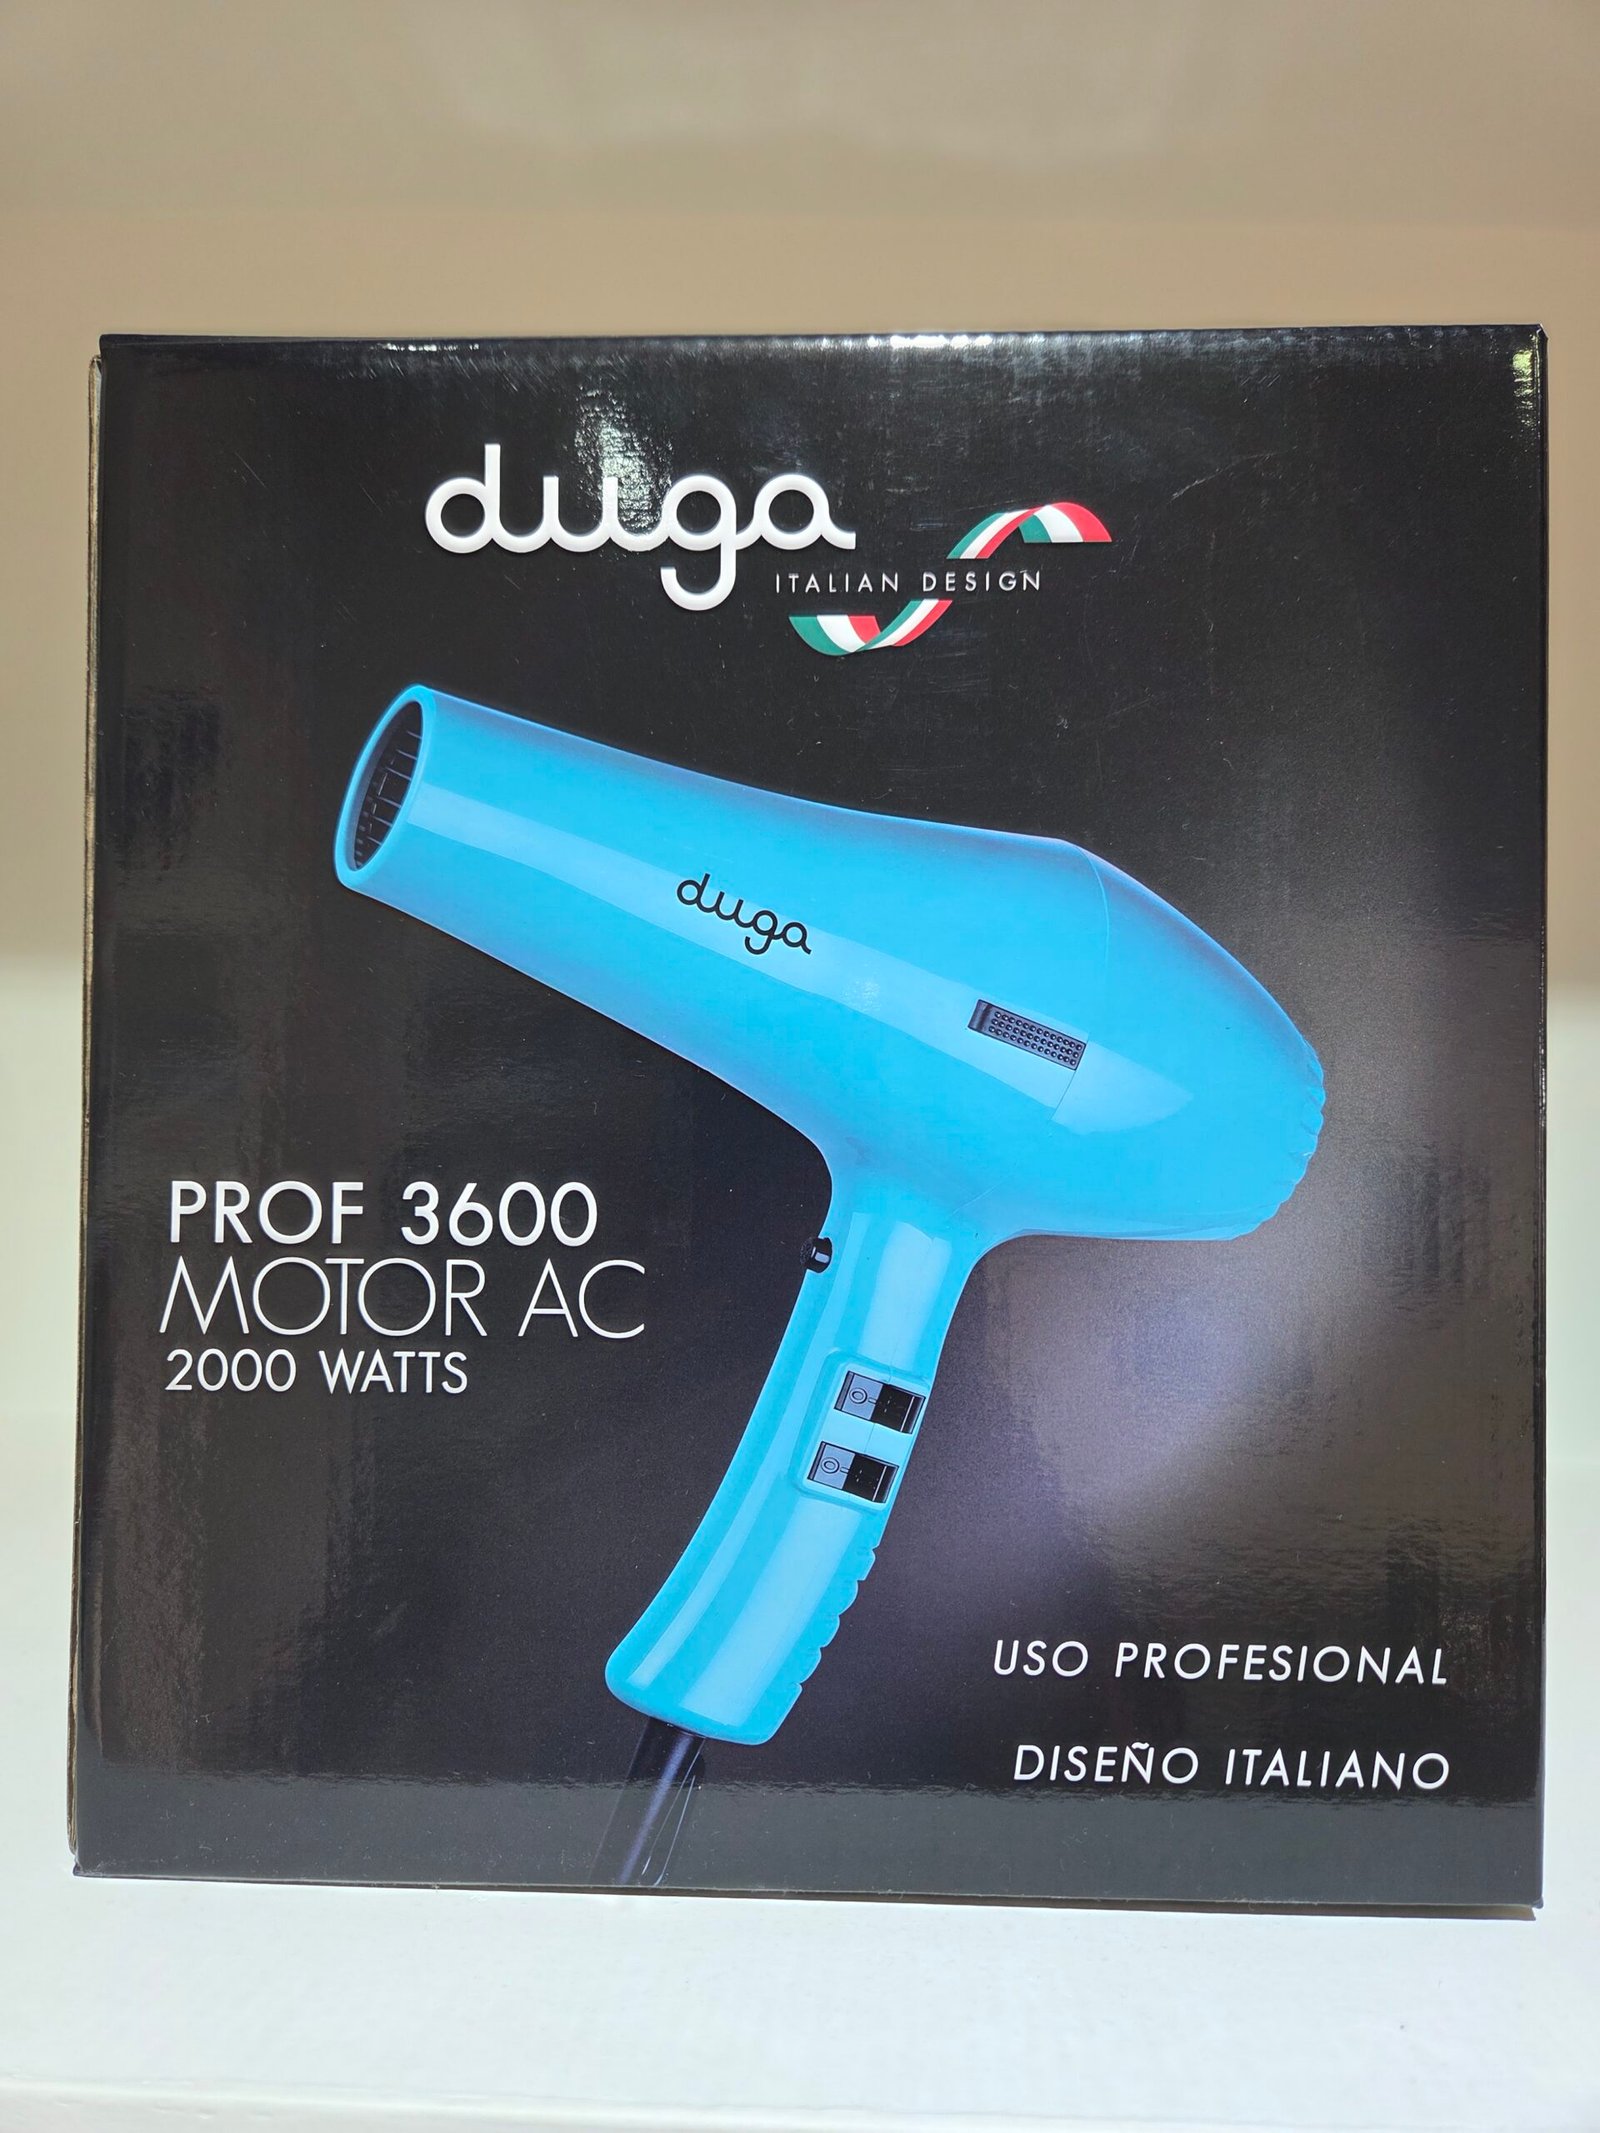 duga
ITALIAN DESIGN
duga
PROF 3600
MOTOR AC
2000 WATTS
USO PROFESIONAL
DISEÑO ITALIANO